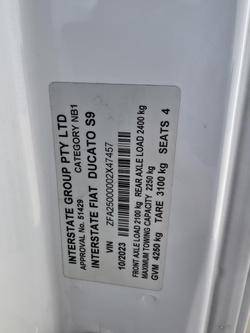 INTERSTATE GROUP PTY LTD
APPROVAL No. 51429 CATEGORY NB1
INTERSTATE FIAT DUCATO S9
VIN ZFA25000002X47457
10/2023
FRONT AXLE LOAD 2100 kg REAR AXLE LOAD 2400 kg
MAXIMUM TOWING CAPACITY 2250 kg
GVM 4250 kg TARE 3100 kg SEATS 4